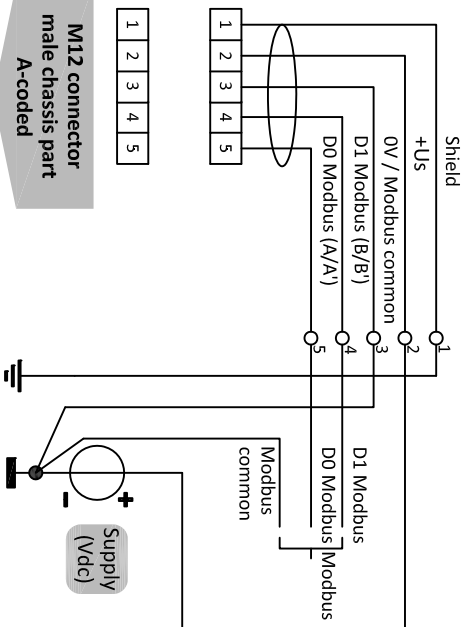 M12 connector
male chassis part
A-coded
1
2
3
4
5
1
2
3
4
5
Shield
+Us
0V / Modbus common
D1 Modbus (B/B')
D0 Modbus (A/A')
1
2
3
4
5
D1 Modbus
D0 Modbus
Modbus
Modbus
common
+
-
Supply
(Vdc)